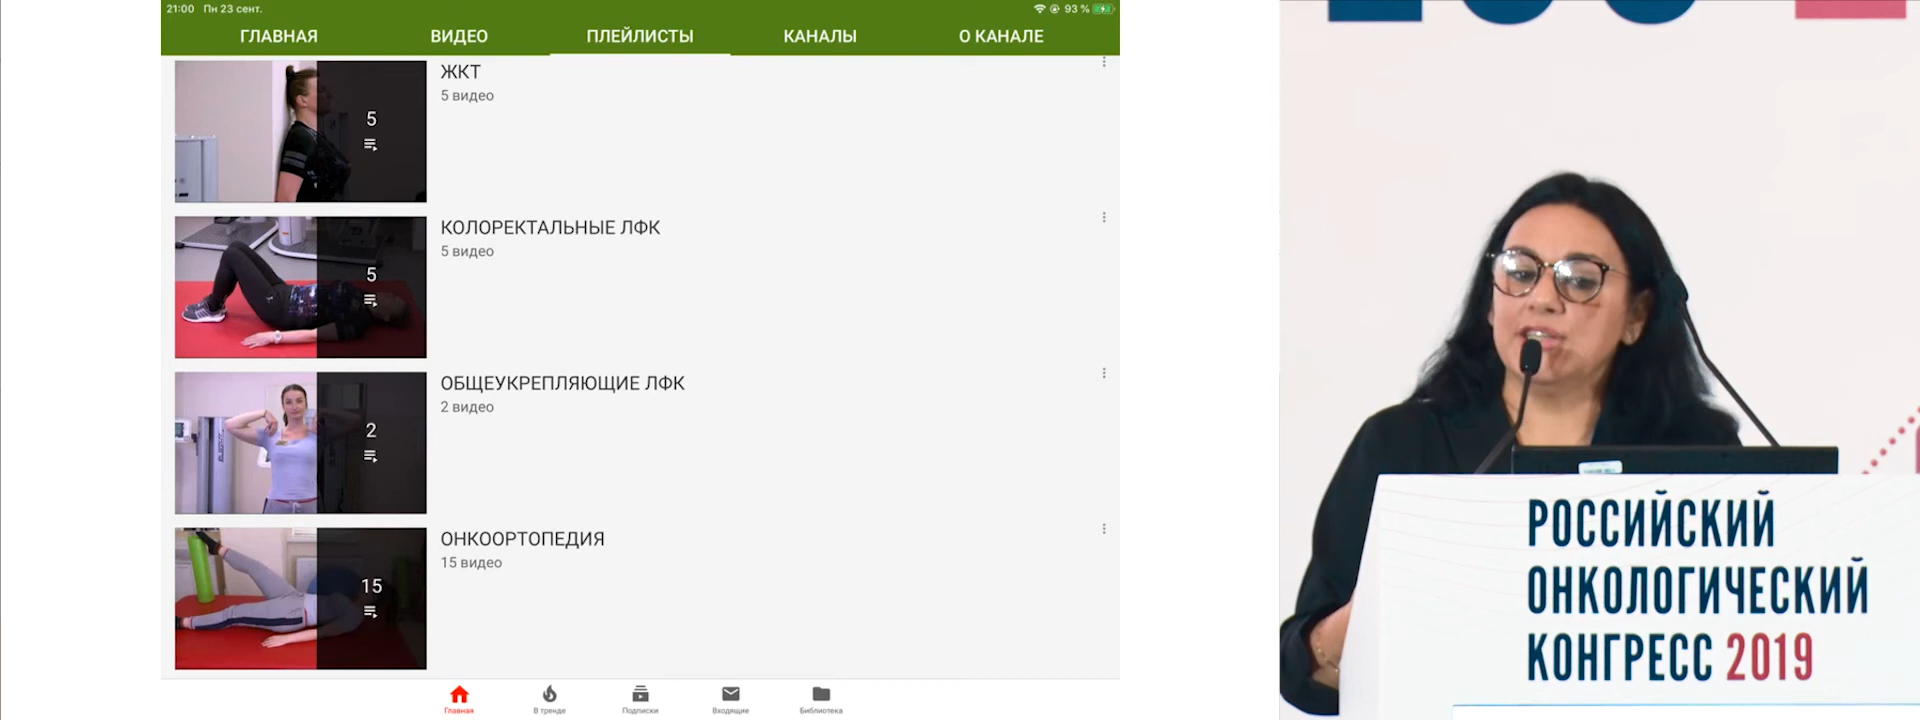 21:00 Пн 23 сент.
93 %
ГЛАВНАЯ ВИДЕО ПЛЕЙЛИСТЫ КАНАЛЫ О КАНАЛЕ
ЖКТ
5 видео
5
КОЛОРЕКТАЛЬНЫЕ ЛФК
5 видео
5
ОБЩЕУКРЕПЛЯЮЩИЕ ЛФК
2 видео
2
ОНКООРТОПЕДИЯ
15 видео
15
Главная В тренде Подписки Входящие Библиотека
РОССИЙСКИЙ
ОНКОЛОГИЧЕСКИЙ
КОНГРЕСС 2019